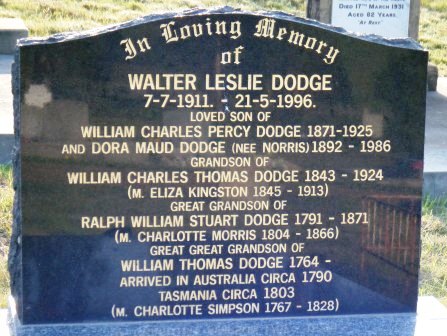 DIED 17TH MARCH 1931
AGED 82 YEARS.
"AT REST"
In Loving Memory
of
WALTER LESLIE DODGE
7-7-1911. - 21-5-1996.
LOVED SON OF
WILLIAM CHARLES PERCY DODGE 1871-1925
AND DORA MAUD DODGE (NEE NORRIS) 1892 - 1986
GRANDSON OF
WILLIAM CHARLES THOMAS DODGE 1843 - 1924
(M. ELIZA KINGSTON 1845 - 1913)
GREAT GRANDSON OF
RALPH WILLIAM STUART DODGE 1791 - 1871
(M. CHARLOTTE MORRIS 1804 - 1866)
GREAT GREAT GRANDSON OF
WILLIAM THOMAS DODGE 1764 -
ARRIVED IN AUSTRALIA CIRCA 1790
TASMANIA CIRCA 1803
(M. CHARLOTTE SIMPSON 1767 - 1828)